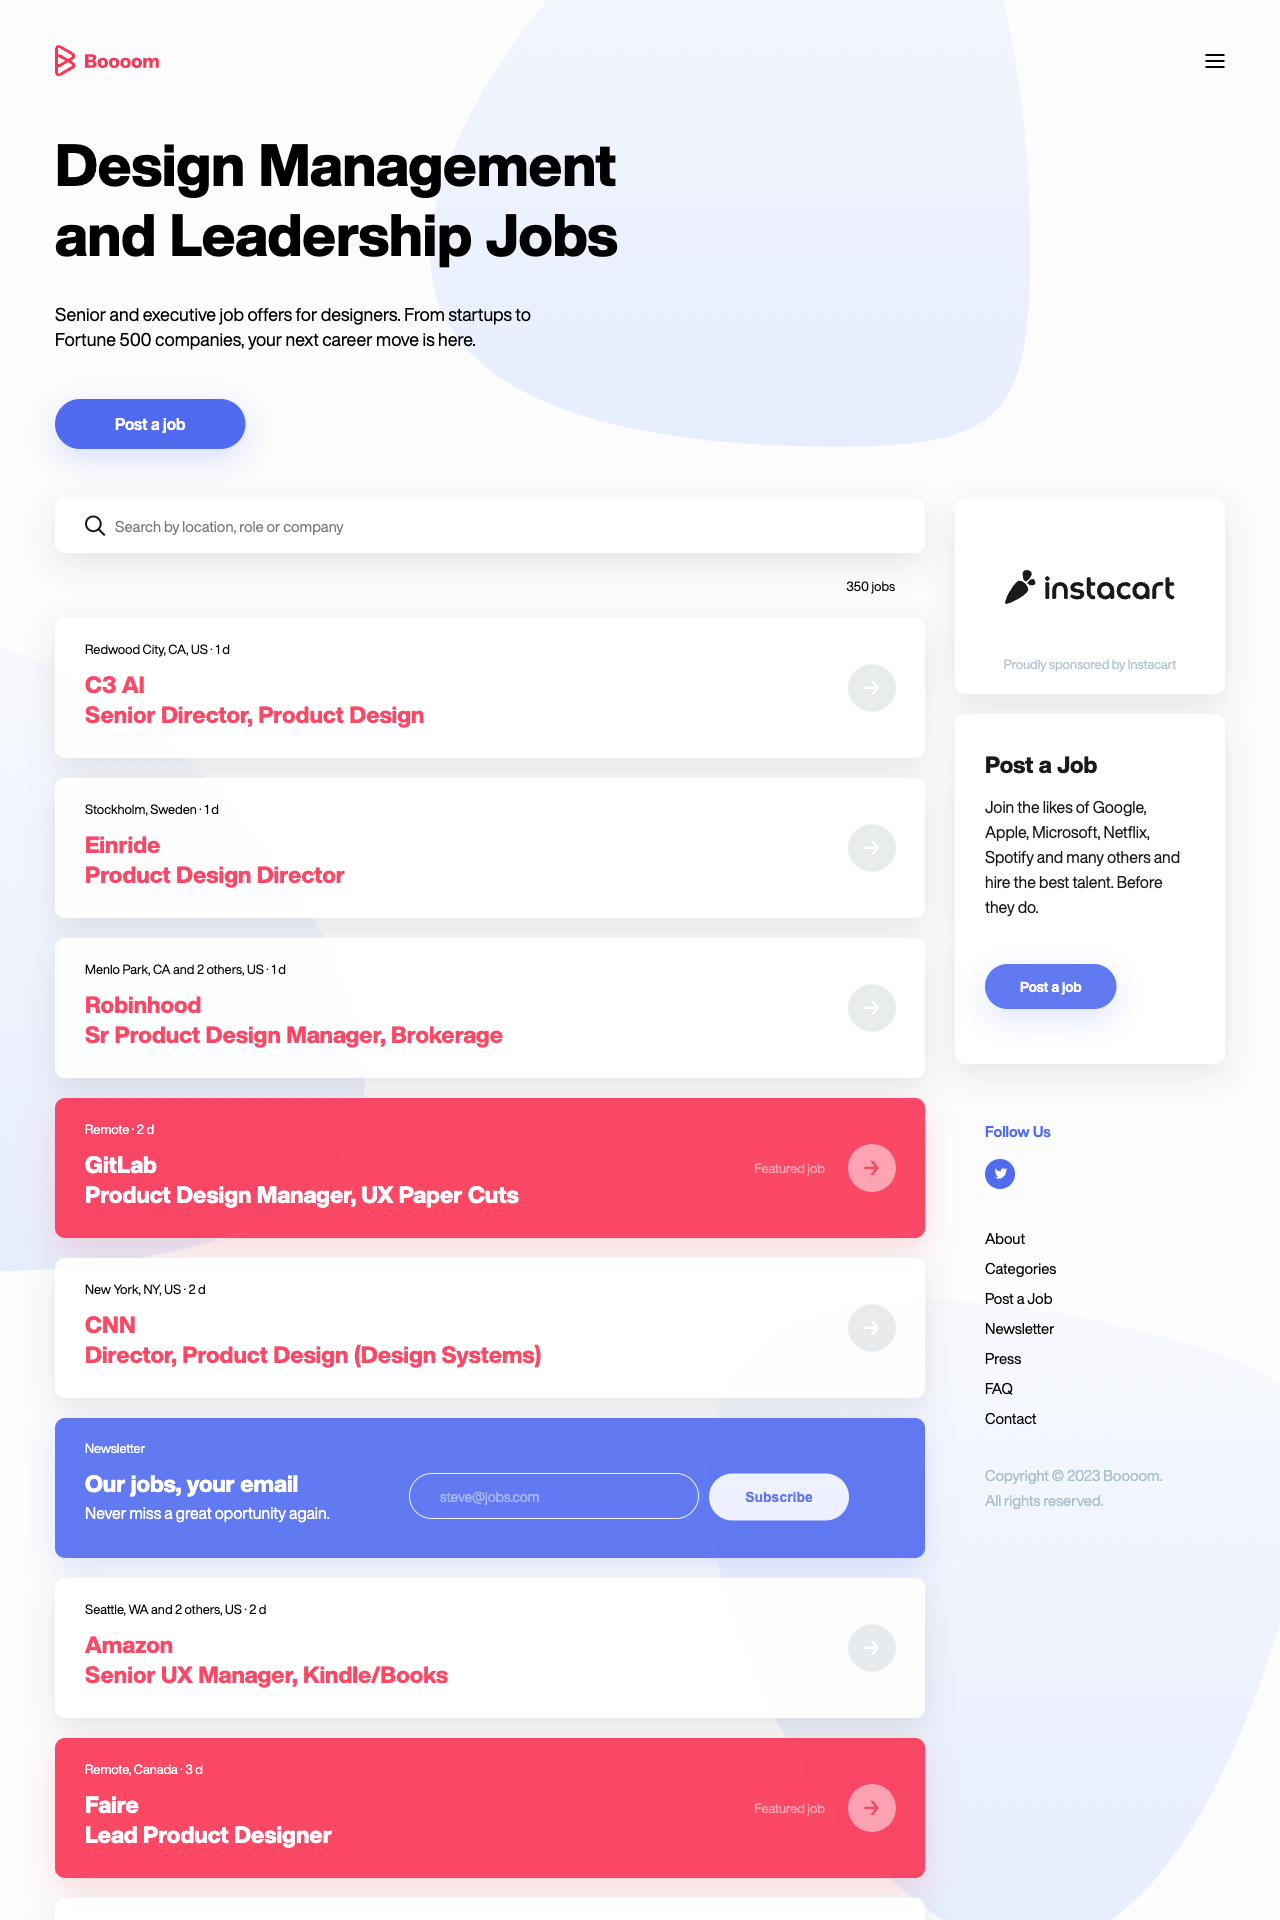 Boooom
Design Management
and Leadership Jobs
Senior and executive job offers for designers. From startups to
Fortune 500 companies, your next career move is here.
Post a job
Search by location, role or company
350 jobs
Redwood City, CA, US · 1 d
C3 AI
Senior Director, Product Design
Stockholm, Sweden · 1 d
Einride
Product Design Director
Menlo Park, CA and 2 others, US · 1 d
Robinhood
Sr Product Design Manager, Brokerage
Remote · 2 d
GitLab
Product Design Manager, UX Paper Cuts
Featured job
New York, NY, US · 2 d
CNN
Director, Product Design (Design Systems)
Newsletter
Our jobs, your email
Never miss a great oportunity again.
steve@jobs.com
Subscribe
Seattle, WA and 2 others, US · 2 d
Amazon
Senior UX Manager, Kindle/Books
Remote, Canada · 3 d
Faire
Lead Product Designer
Featured job
instacart
Proudly sponsored by Instacart
Post a Job
Join the likes of Google,
Apple, Microsoft, Netflix,
Spotify and many others and
hire the best talent. Before
they do.
Post a job
Follow Us
About
Categories
Post a Job
Newsletter
Press
FAQ
Contact
Copyright © 2023 Boooom.
All rights reserved.